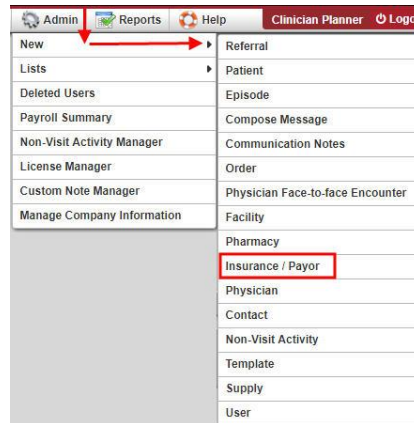 Admin Reports Help Clinician Planner Logo
New
Lists
Deleted Users
Payroll Summary
Non-Visit Activity Manager
License Manager
Custom Note Manager
Manage Company Information
Referral
Patient
Episode
Compose Message
Communication Notes
Order
Physician Face-to-face Encounter
Facility
Pharmacy
Insurance / Payor
Physician
Contact
Non-Visit Activity
Template
Supply
User